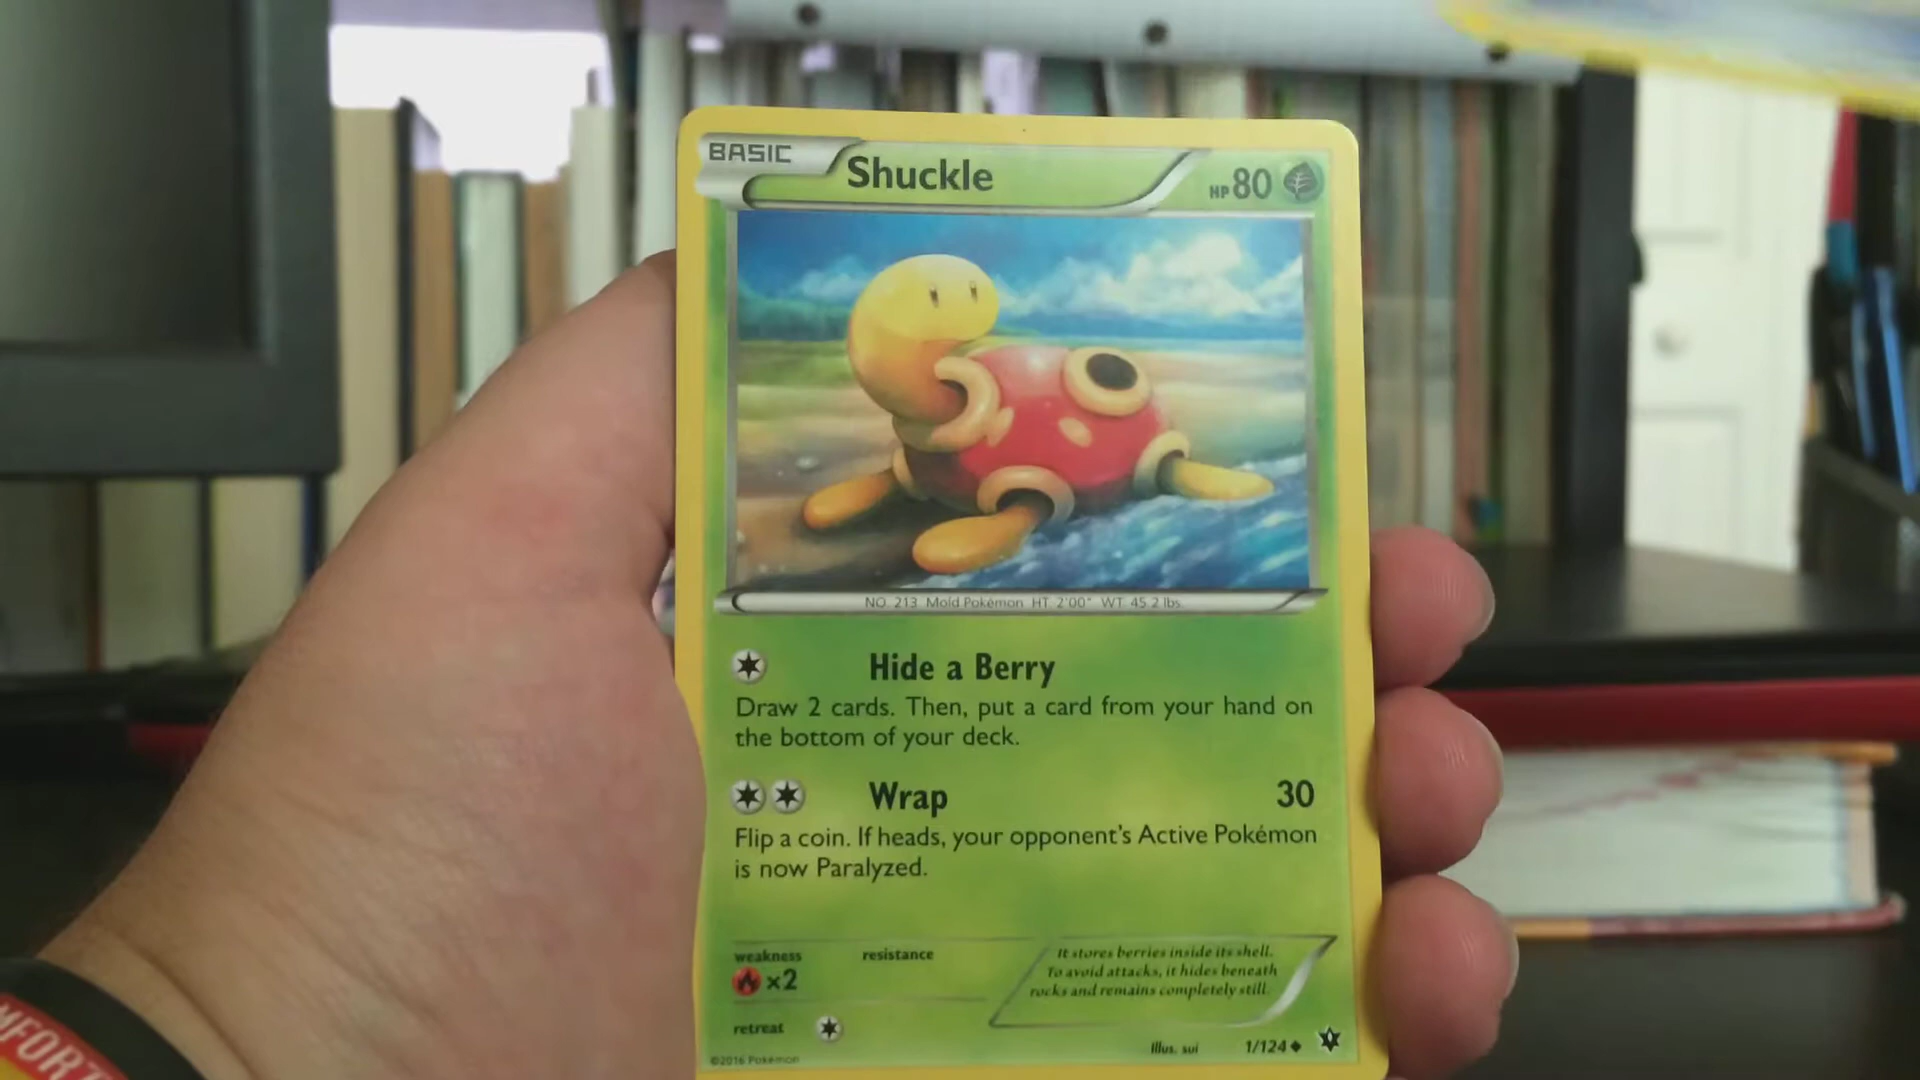 BASIC
Shuckle
HP 80
NO. 213 Mold Pokémon HT. 2'00" WT. 45.2 lbs.
Hide a Berry
Draw 2 cards. Then, put a card from your hand on
the bottom of your deck.
Wrap 30
Flip a coin. If heads, your opponent's Active Pokémon
is now Paralyzed.
weakness resistance
×2
It stores berries inside its shell.
To avoid attacks, it hides beneath
rocks and remains completely still.
retreat
Illus. sui 1/124
©2016 Pokémon